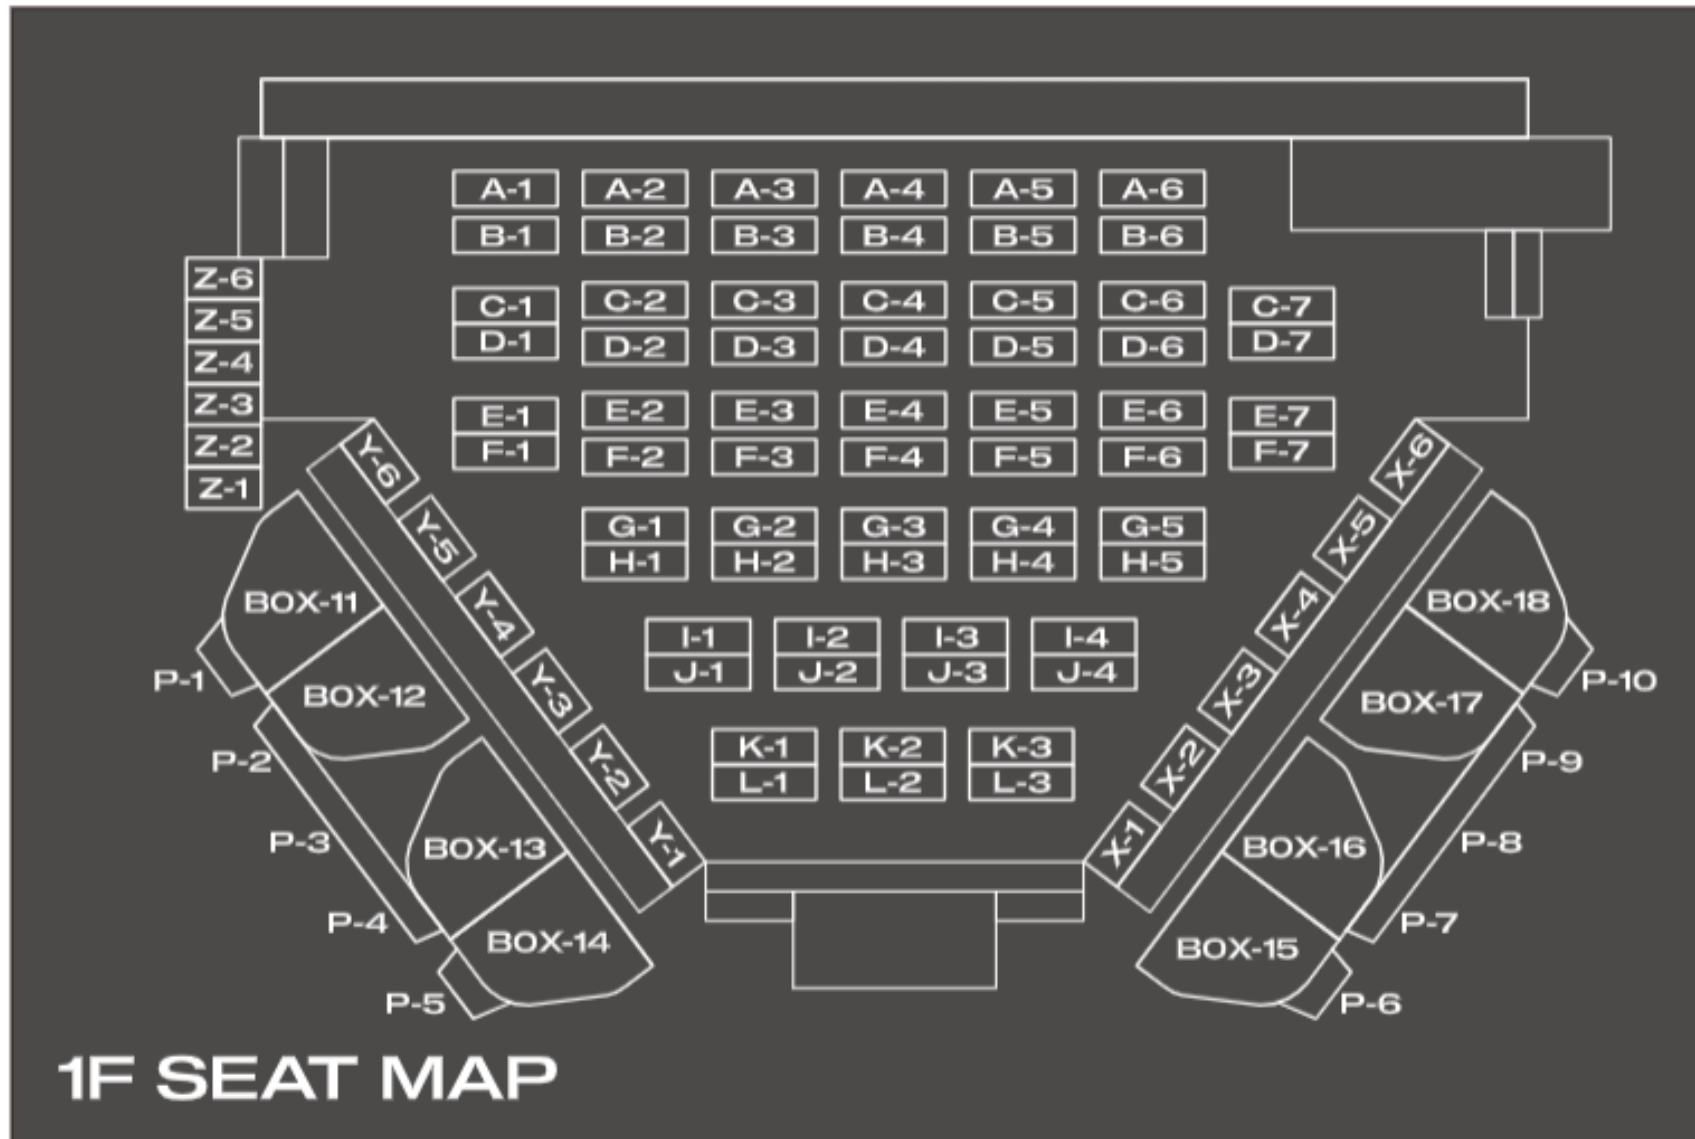 A-1 A-2 A-3 A-4 A-5 A-6
B-1 B-2 B-3 B-4 B-5 B-6
C-1 C-2 C-3 C-4 C-5 C-6 C-7
D-1 D-2 D-3 D-4 D-5 D-6 D-7
E-1 E-2 E-3 E-4 E-5 E-6 E-7
F-1 F-2 F-3 F-4 F-5 F-6 F-7
G-1 G-2 G-3 G-4 G-5
H-1 H-2 H-3 H-4 H-5
I-1 I-2 I-3 I-4
J-1 J-2 J-3 J-4
K-1 K-2 K-3
L-1 L-2 L-3
Z-6
Z-5
Z-4
Z-3
Z-2
Z-1
Y-6
Y-5
Y-4
Y-3
Y-2
Y-1
X-6
X-5
X-4
X-3
X-2
X-1
BOX-11
BOX-12
BOX-13
BOX-14
BOX-18
BOX-17
BOX-16
BOX-15
P-1
P-2
P-3
P-4
P-5
P-10
P-9
P-8
P-7
P-6
1F SEAT MAP